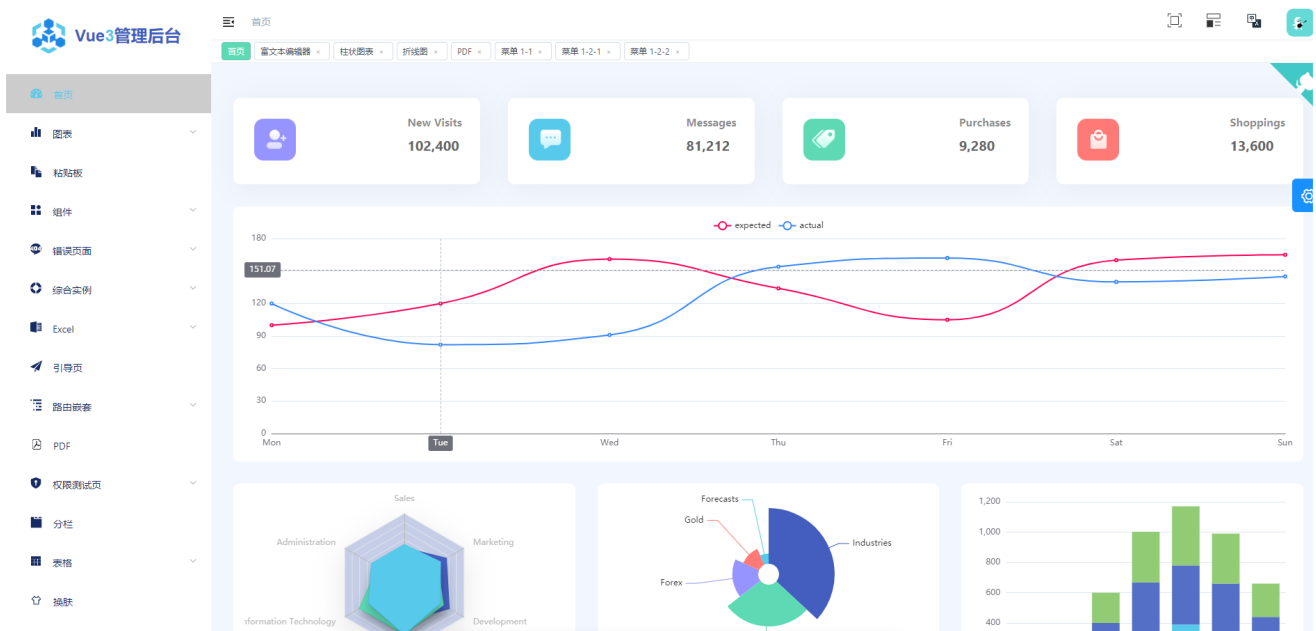 Vue3管理后台
首页
首页 富文本编辑器 × 柱状图表 × 折线图 × PDF × 菜单 1-1 × 菜单 1-2-1 × 菜单 1-2-2 ×
首页
图表
粘贴板
组件
错误页面
综合实例
Excel
引导页
路由嵌套
PDF
权限测试页
分栏
表格
换肤
New Visits
102,400
Messages
81,212
Purchases
9,280
Shoppings
13,600
expected actual
180
151.07
120
90
60
30
0
Mon Tue Wed Thu Fri Sat Sun
Sales
Administration
Marketing
nformation Technology
Development
Forecasts
Gold
Industries
Forex
1,200
1,000
800
600
400